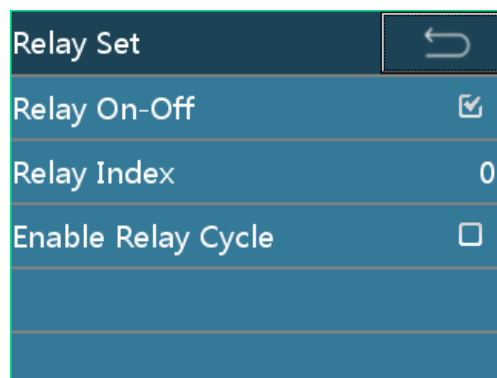 Relay Set
Relay On-Off
Relay Index 0
Enable Relay Cycle